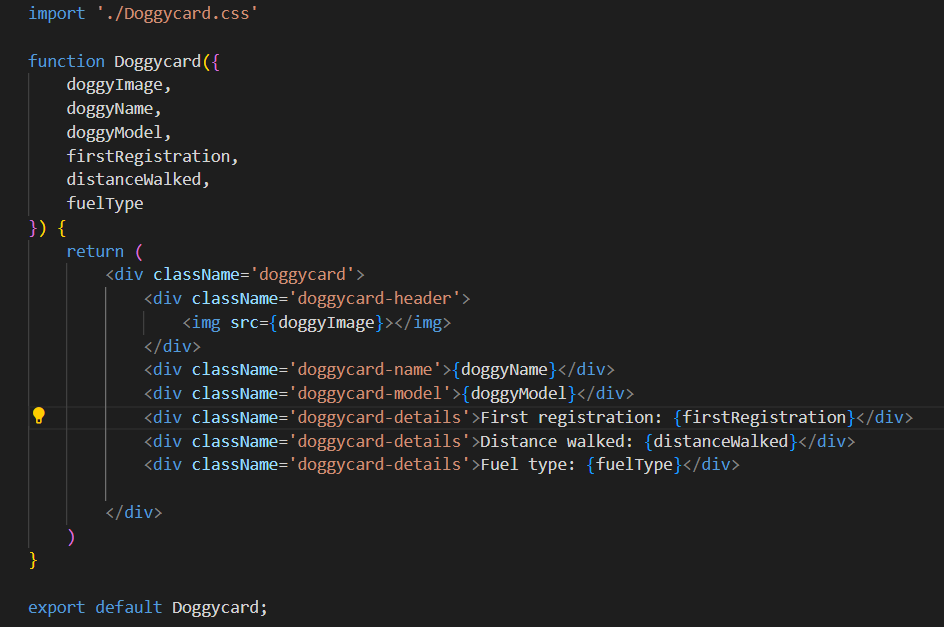 import './Doggycard.css'
function Doggycard({
doggyImage,
doggyName,
doggyModel,
firstRegistration,
distanceWalked,
fuelType
}) {
return (
<div className='doggycard'>
<div className='doggycard-header'>
<img src={doggyImage}></img>
</div>
<div className='doggycard-name'>{doggyName}</div>
<div className='doggycard-model'>{doggyModel}</div>
<div className='doggycard-details'>First registration: {firstRegistration}</div>
<div className='doggycard-details'>Distance walked: {distanceWalked}</div>
<div className='doggycard-details'>Fuel type: {fuelType}</div>
</div>
)
}
export default Doggycard;